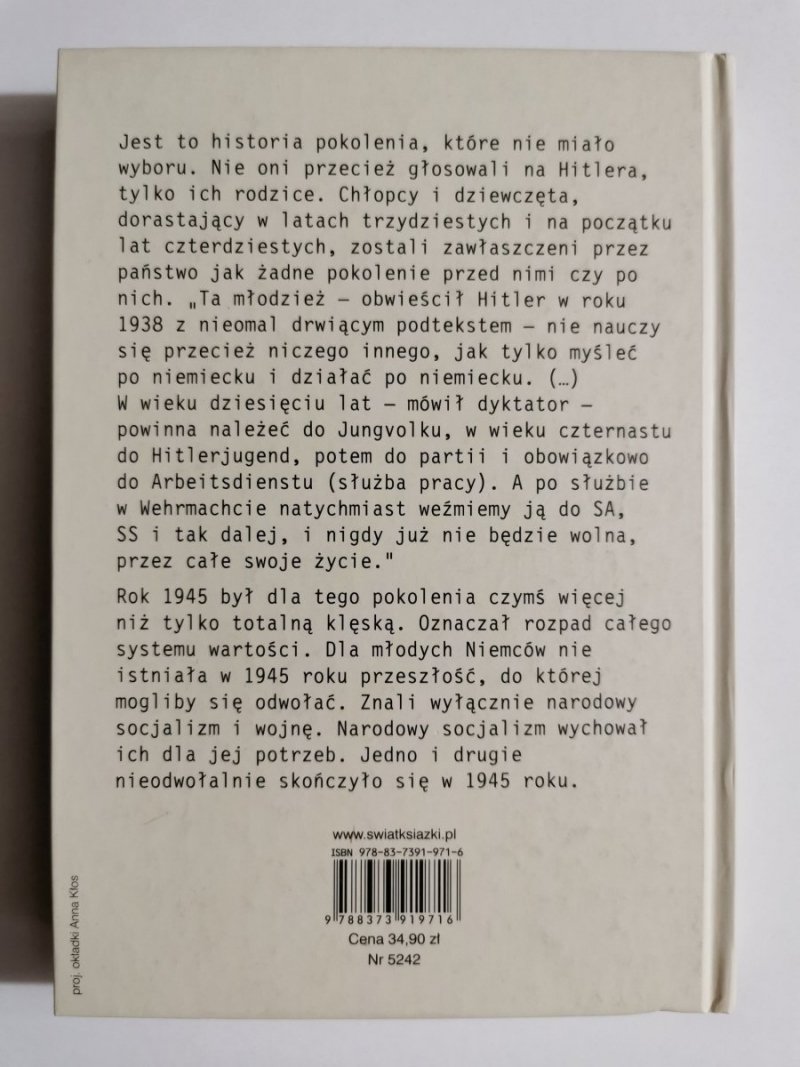 Jest to historia pokolenia, które nie miało
wyboru. Nie oni przecież głosowali na Hitlera,
tylko ich rodzice. Chłopcy i dziewczęta,
dorastający w latach trzydziestych i na początku
lat czterdziestych, zostali zawłaszczeni przez
państwo jak żadne pokolenie przed nimi czy po
nich. „Ta młodzież – obwieścił Hitler w roku
1938 z nieomal drwiącym podtekstem – nie nauczy
się przecież niczego innego, jak tylko myśleć
po niemiecku i działać po niemiecku. (…)
W wieku dziesięciu lat – mówił dyktator –
powinna należeć do Jungvolku, w wieku czternastu
do Hitlerjugend, potem do partii i obowiązkowo
do Arbeitsdienstu (służba pracy). A po służbie
w Wehrmachcie natychmiast weźmiemy ją do SA,
SS i tak dalej, i nigdy już nie będzie wolna,
przez całe swoje życie."
Rok 1945 był dla tego pokolenia czymś więcej
niż tylko totalną klęską. Oznaczał rozpad całego
systemu wartości. Dla młodych Niemców nie
istniała w 1945 roku przeszłość, do której
mogliby się odwołać. Znali wyłącznie narodowy
socjalizm i wojnę. Narodowy socjalizm wychował
ich dla jej potrzeb. Jedno i drugie
nieodwołalnie skończyło się w 1945 roku.
www.swiatksiazki.pl
ISBN 978-83-7391-971-6
9 788373 919716
Cena 34,90 zł
Nr 5242
proj. okładki Anna Kłos